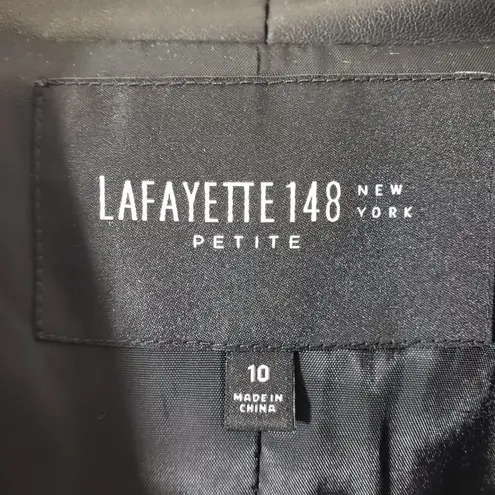 LAFAYETTE 148 NEW YORK
PETITE
10
MADE IN
CHINA